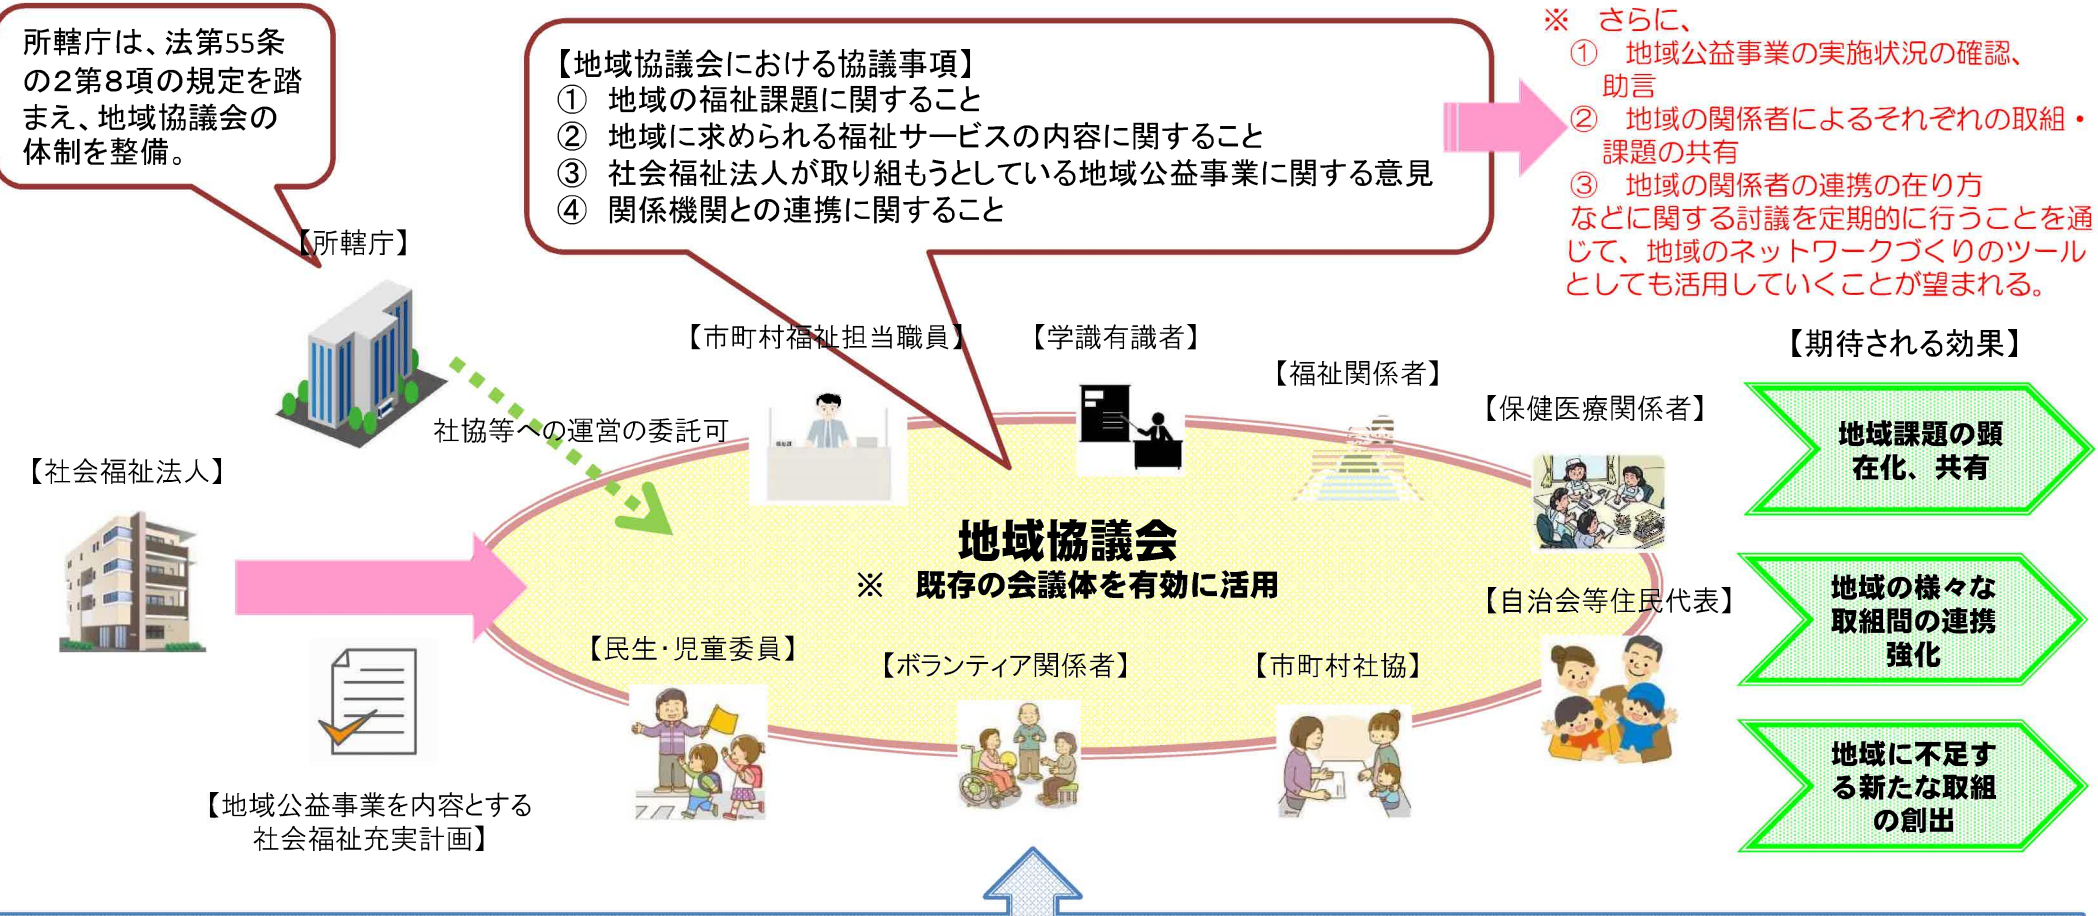 所轄庁は、法第55条
の2第8項の規定を踏
まえ、地域協議会の
体制を整備。
【地域協議会における協議事項】
① 地域の福祉課題に関すること
② 地域に求められる福祉サービスの内容に関すること
③ 社会福祉法人が取り組もうとしている地域公益事業に関する意見
④ 関係機関との連携に関すること
※ さらに、
① 地域公益事業の実施状況の確認、
助言
② 地域の関係者によるそれぞれの取組・
課題の共有
③ 地域の関係者の連携の在り方
などに関する討議を定期的に行うことを通
じて、地域のネットワークづくりのツール
としても活用していくことが望まれる。
【所轄庁】
【市町村福祉担当職員】
【学識有識者】
【福祉関係者】
【保健医療関係者】
【期待される効果】
社協等への運営の委託可
【社会福祉法人】
地域課題の顕
在化、共有
地域協議会
※ 既存の会議体を有効に活用
【自治会等住民代表】
地域の様々な
取組間の連携
強化
【民生・児童委員】
【ボランティア関係者】
【市町村社協】
地域に不足す
る新たな取組
の創出
【地域公益事業を内容とする
社会福祉充実計画】